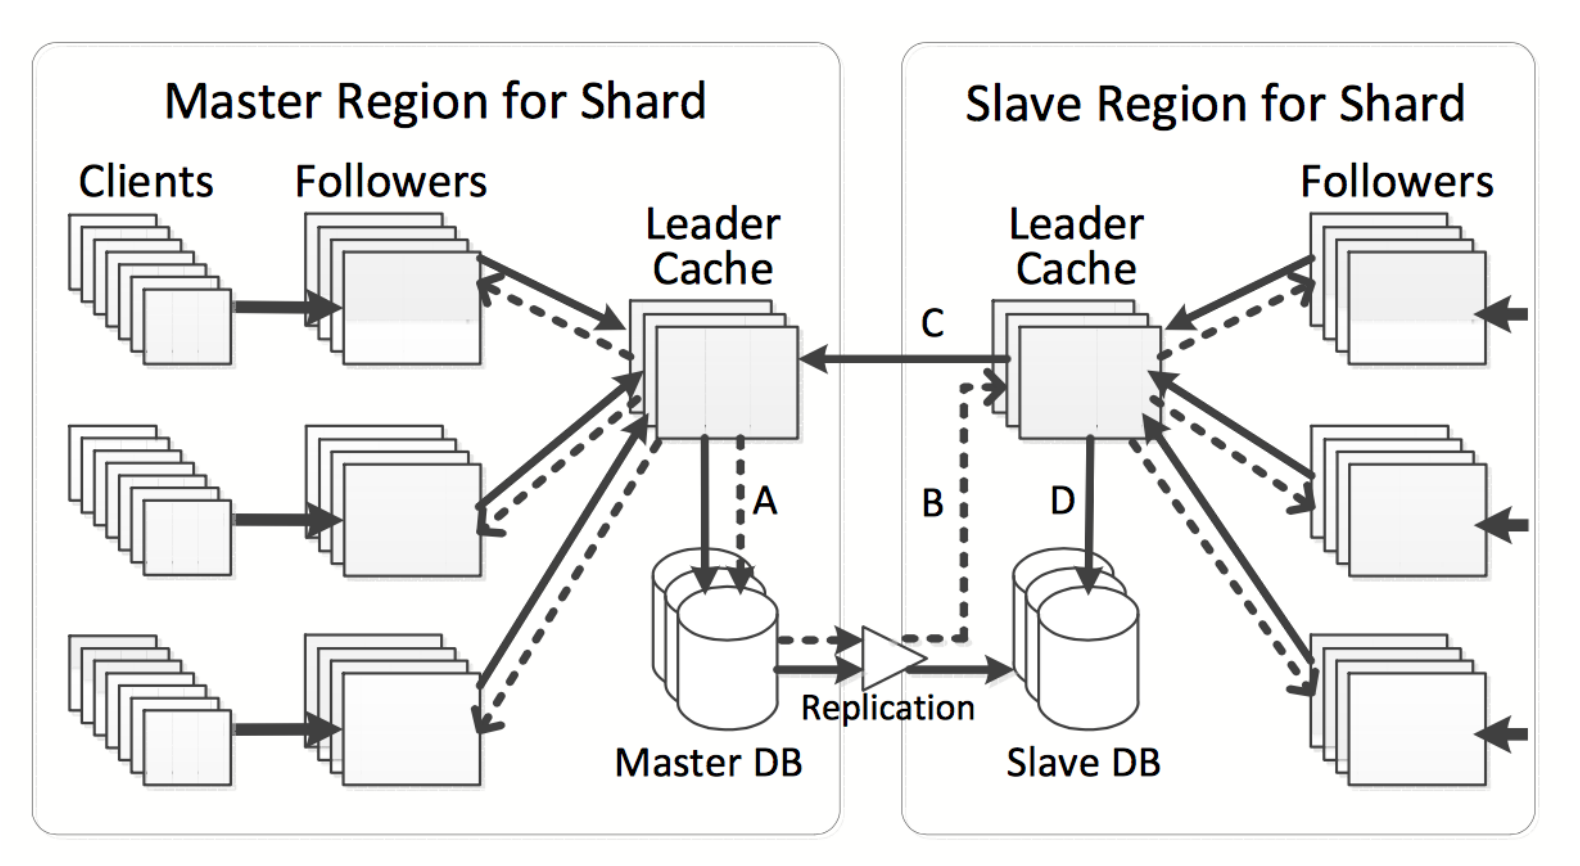 Master Region for Shard
Slave Region for Shard
Clients
Followers
Leader
Cache
Leader
Cache
Followers
C
A
B
D
Replication
Master DB
Slave DB